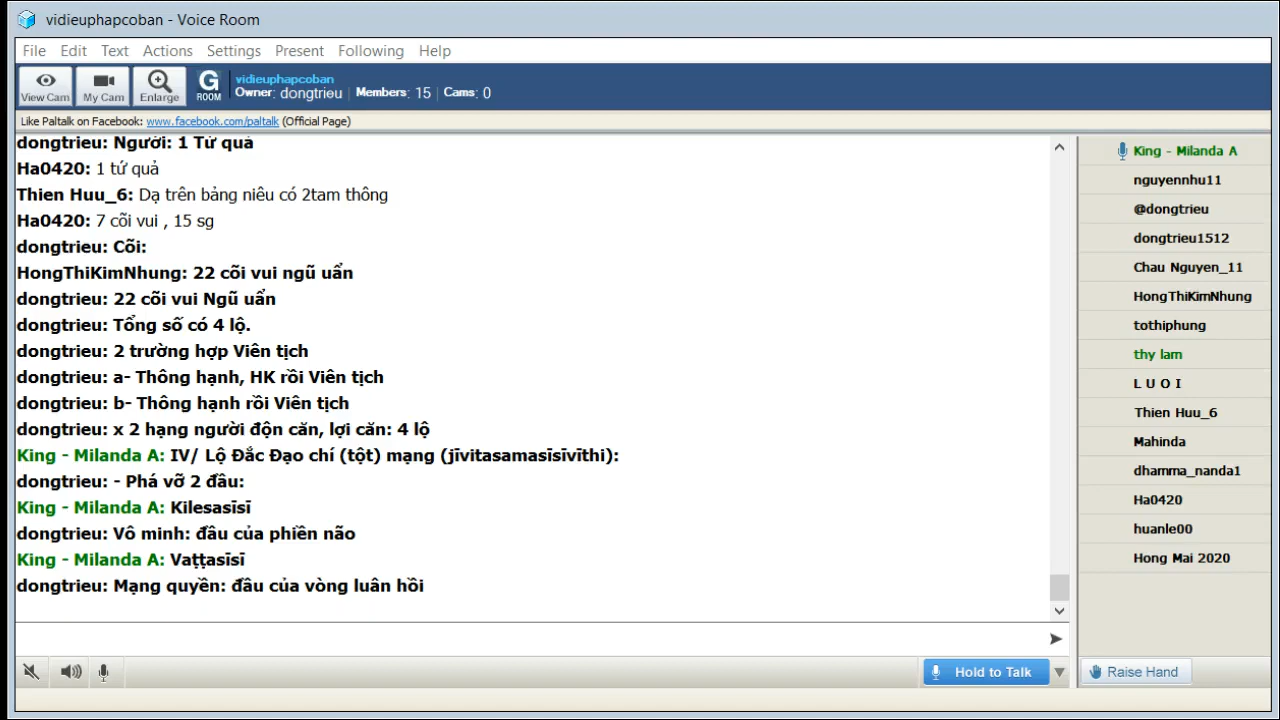 vidieuphapcoban - Voice Room
File Edit Text Actions Settings Present Following Help
View Cam My Cam Enlarge G ROOM
vidieuphapcoban
Owner: dongtrieu | Members: 15 | Cams: 0
Like Paltalk on Facebook: www.facebook.com/paltalk (Official Page)
dongtrieu: Người: 1 Tứ quả
Ha0420: 1 tứ quả
Thien Huu_6: Dạ trên bảng niêu có 2tam thông
Ha0420: 7 cõi vui , 15 sg
dongtrieu: Cõi:
HongThiKimNhung: 22 cõi vui ngũ uẩn
dongtrieu: 22 cõi vui Ngũ uẩn
dongtrieu: Tổng số có 4 lộ.
dongtrieu: 2 trường hợp Viên tịch
dongtrieu: a- Thông hạnh, HK rồi Viên tịch
dongtrieu: b- Thông hạnh rồi Viên tịch
dongtrieu: x 2 hạng người độn căn, lợi căn: 4 lộ
King - Milanda A: IV/ Lộ Đắc Đạo chí (tột) mạng (jīvitasamasīsīvīthi):
dongtrieu: - Phá vỡ 2 đầu:
King - Milanda A: Kilesasīsī
dongtrieu: Vô minh: đầu của phiền não
King - Milanda A: Vaṭṭasīsī
dongtrieu: Mạng quyền: đầu của vòng luân hồi
King - Milanda A
nguyennhu11
@dongtrieu
dongtrieu1512
Chau Nguyen_11
HongThiKimNhung
tothiphung
thy lam
L U O I
Thien Huu_6
Mahinda
dhamma_nanda1
Ha0420
huanle00
Hong Mai 2020
Hold to Talk
Raise Hand